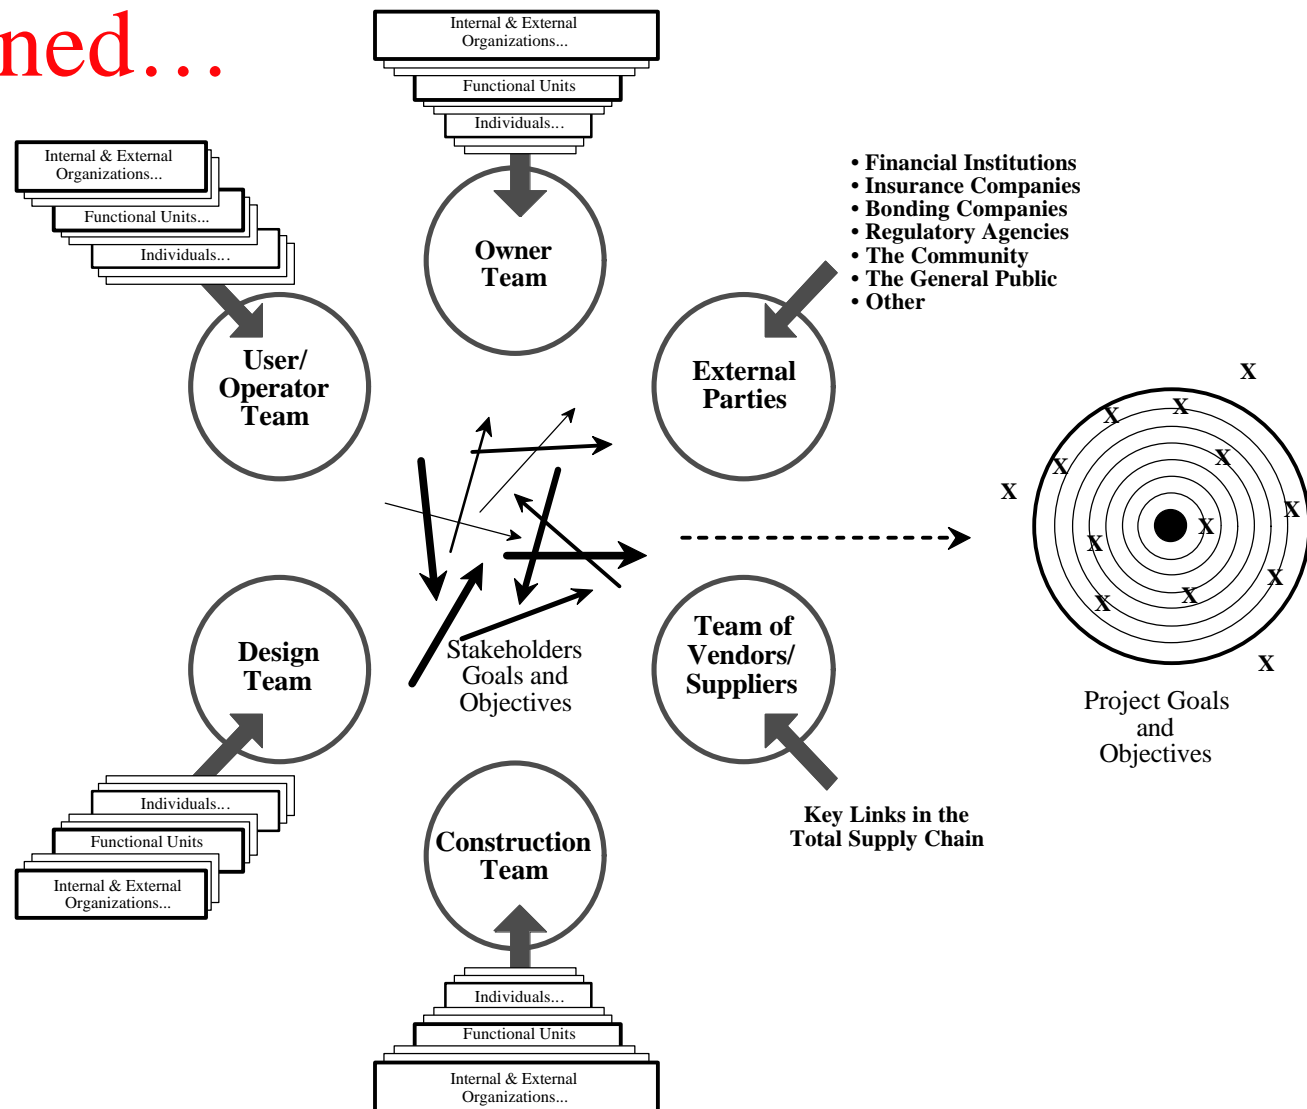 ned...
Internal & External
Organizations...
Functional Units
Individuals...
Internal & External
Organizations...
Functional Units...
Individuals...
• Financial Institutions
• Insurance Companies
• Bonding Companies
• Regulatory Agencies
• The Community
• The General Public
• Other
Owner
Team
User/
Operator
Team
External
Parties
X
X
X
X
X
X
X
X
X
X
X
X
X
X
Design
Team
Stakeholders
Goals and
Objectives
Team of
Vendors/
Suppliers
Project Goals
and
Objectives
Individuals...
Functional Units
Internal & External
Organizations...
Construction
Team
Key Links in the
Total Supply Chain
Individuals...
Functional Units
Internal & External
Organizations...